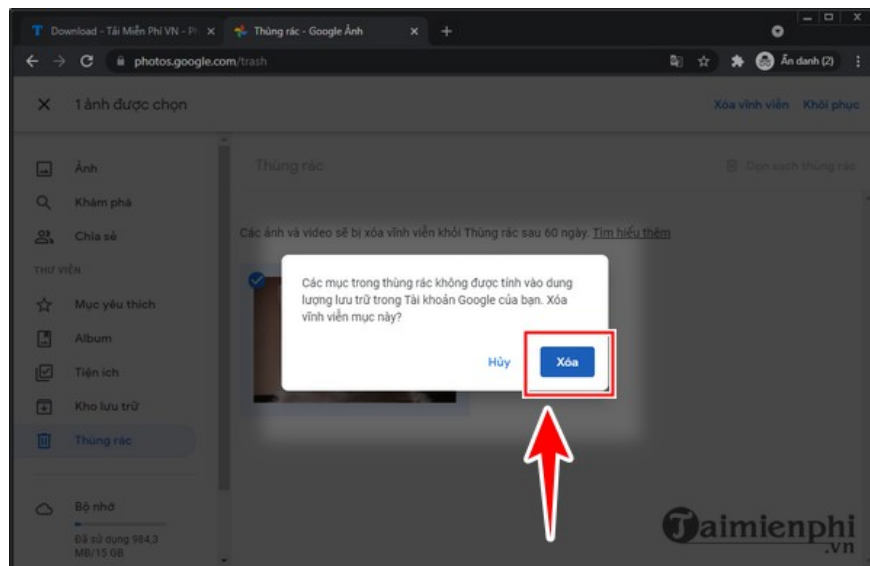 Download - Tải Miễn Phí VN - Ph
Thùng rác - Google Ảnh
photos.google.com/trash
Ẩn danh (2)
1 ảnh được chọn
Xóa vĩnh viễn
Khôi phục
Ảnh
Khám phá
Chia sẻ
THƯ VIỆN
Mục yêu thích
Album
Tiện ích
Kho lưu trữ
Thùng rác
Bộ nhớ
Đã sử dụng 984,3
MB/15 GB
Thùng rác
Dọn sạch thùng rác
Các ảnh và video sẽ bị xóa vĩnh viễn khỏi Thùng rác sau 60 ngày. Tìm hiểu thêm
Các mục trong thùng rác không được tính vào dung
lượng lưu trữ trong Tài khoản Google của bạn. Xóa
vĩnh viễn mục này?
Hủy
Xóa
Taimienphi
.vn